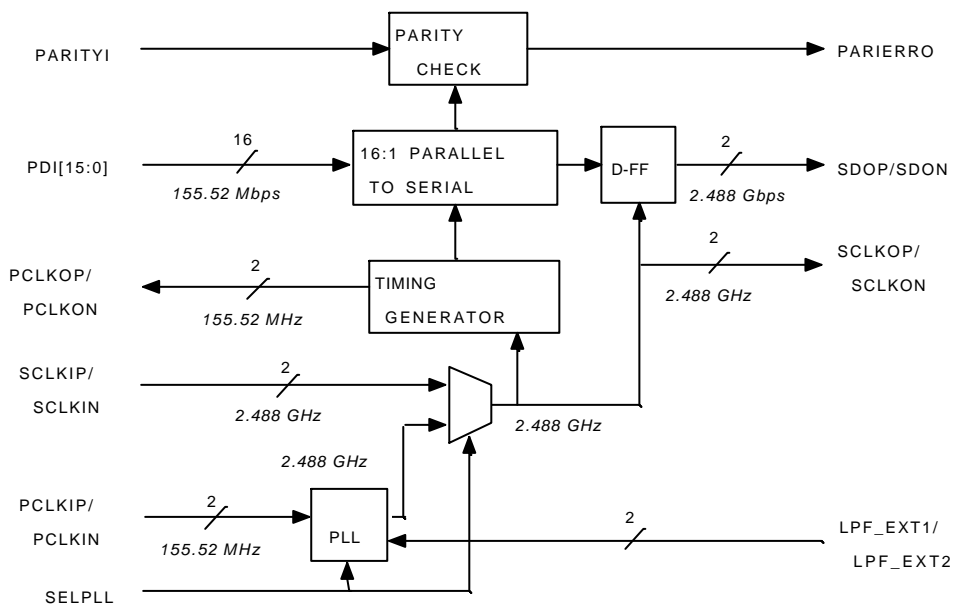 PARITYI
PARITY
CHECK
PARIERRO
PDI[15:0]
16
155.52 Mbps
16:1 PARALLEL
TO SERIAL
D-FF
2
2.488 Gbps
SDOP/SDON
PCLKOP/
PCLKON
2
155.52 MHz
TIMING
GENERATOR
2
2.488 GHz
SCLKOP/
SCLKON
SCLKIP/
SCLKIN
2
2.488 GHz
2.488 GHz
2.488 GHz
PCLKIP/
PCLKIN
2
155.52 MHz
PLL
2
LPF_EXT1/
LPF_EXT2
SELPLL